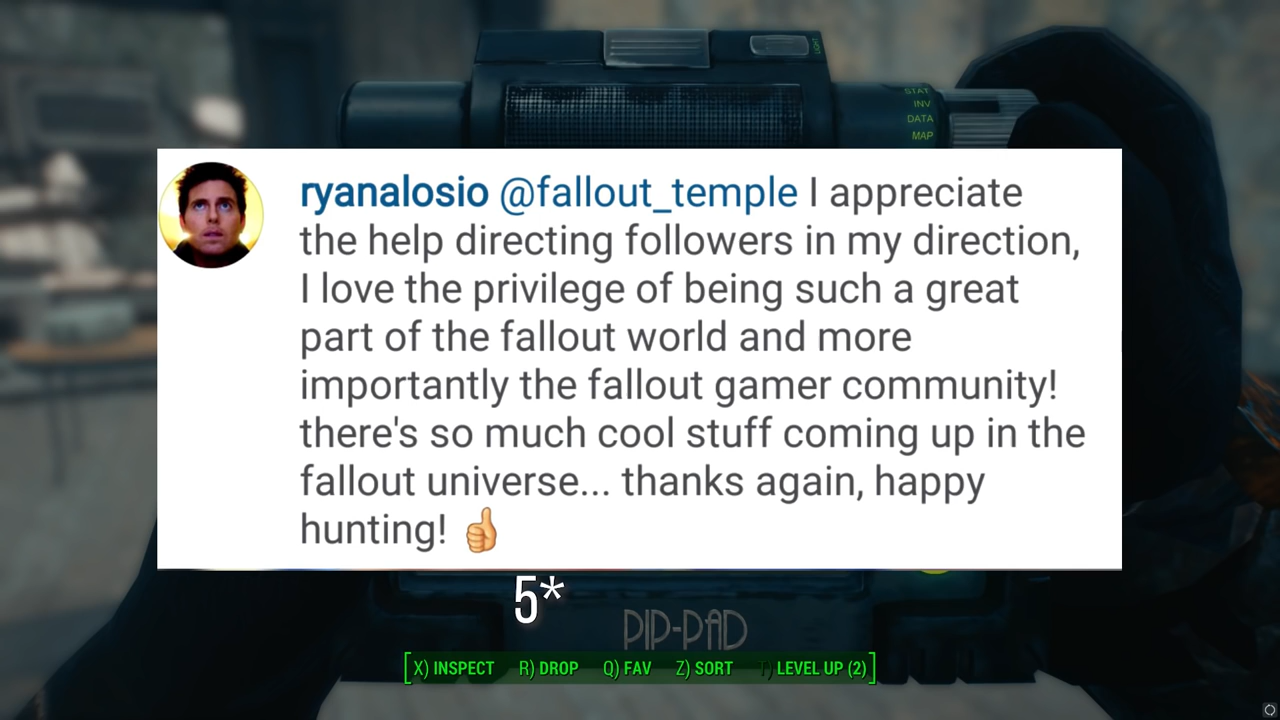 LIGHT
STAT
INV
DATA
MAP
ryanalosio @fallout_temple I appreciate
the help directing followers in my direction,
I love the privilege of being such a great
part of the fallout world and more
importantly the fallout gamer community!
there's so much cool stuff coming up in the
fallout universe... thanks again, happy
hunting! 👍
5*
PIP-PAD
[X) INSPECT R) DROP Q) FAV Z) SORT T) LEVEL UP (2)]